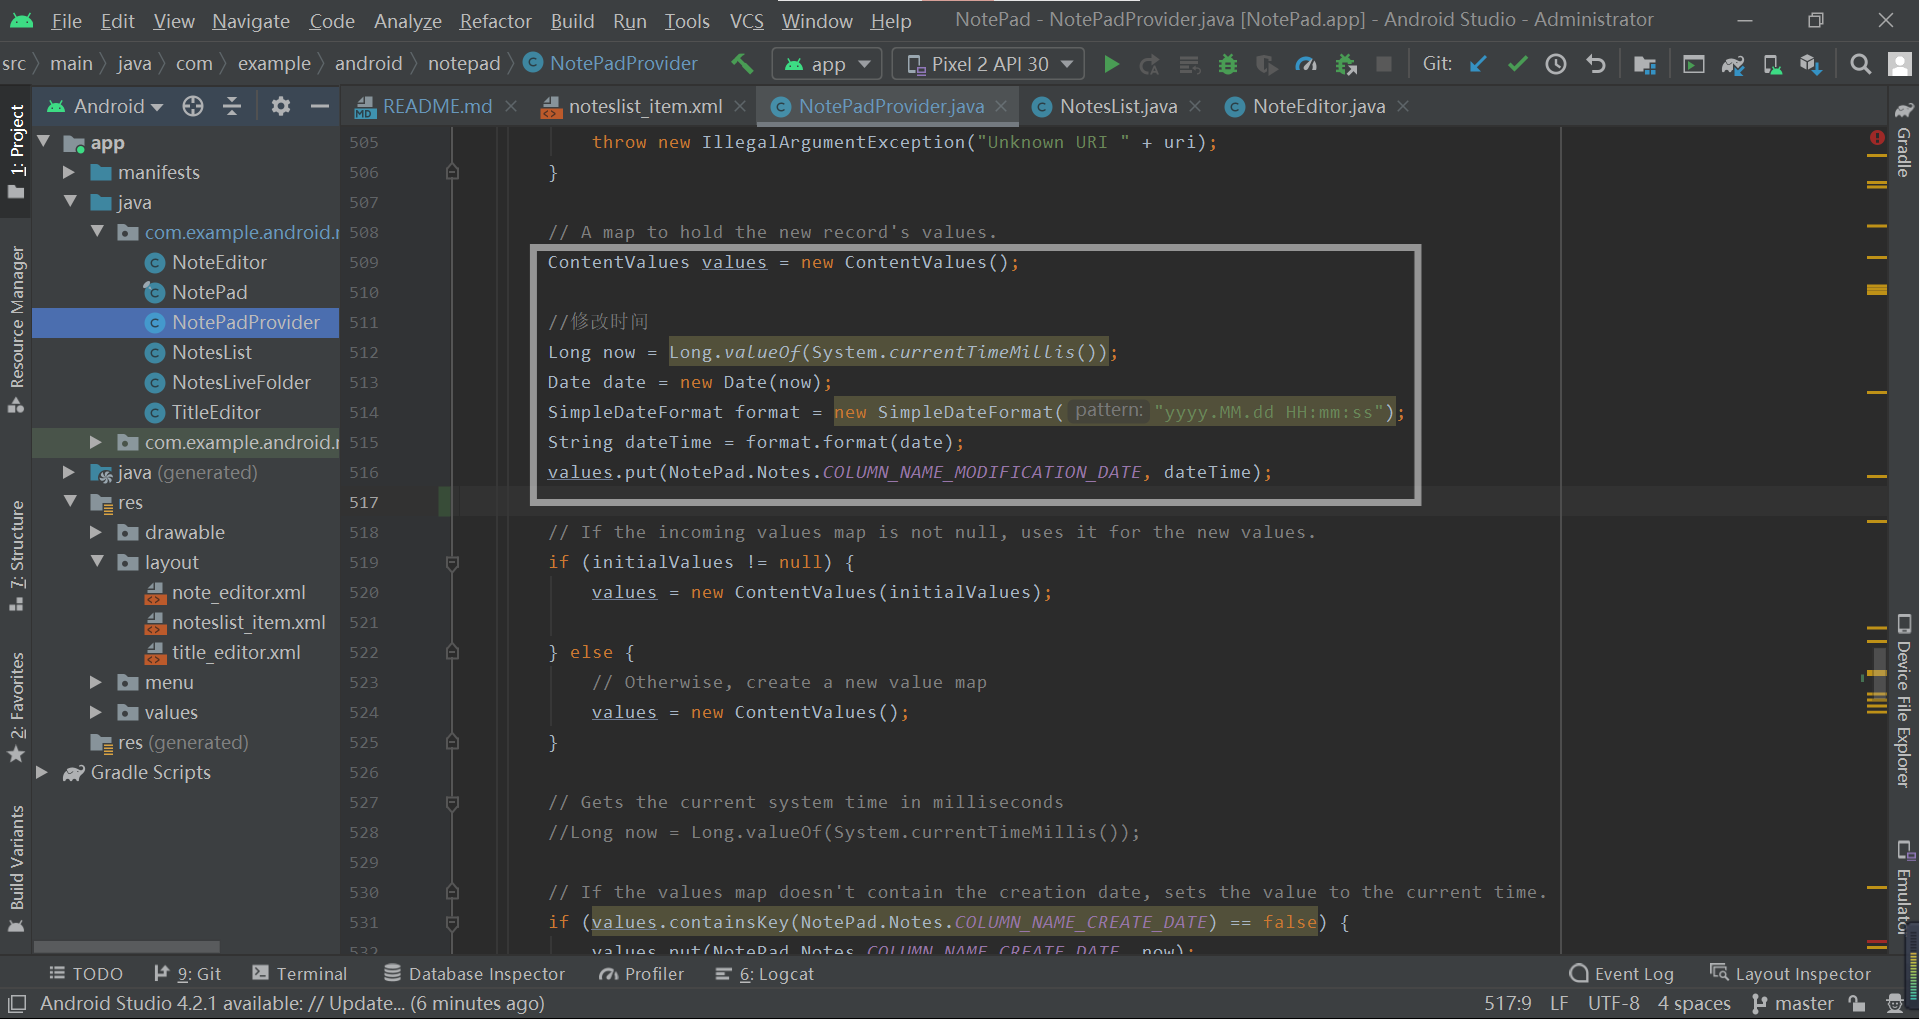 File Edit View Navigate Code Analyze Refactor Build Run Tools VCS Window Help NotePad - NotePadProvider.java [NotePad.app] - Android Studio - Administrator
src main java com example android notepad NotePadProvider app Pixel 2 API 30 Git:
Android README.md noteslist_item.xml NotePadProvider.java NotesList.java NoteEditor.java
1: Project
Resource Manager
7: Structure
2: Favorites
Build Variants
app
manifests
java
com.example.android.
NoteEditor
NotePad
NotePadProvider
NotesList
NotesLiveFolder
TitleEditor
com.example.android.
java (generated)
res
drawable
layout
note_editor.xml
noteslist_item.xml
title_editor.xml
menu
values
res (generated)
Gradle Scripts
505 throw new IllegalArgumentException("Unknown URI " + uri);
506 }
507
508 // A map to hold the new record's values.
509 ContentValues values = new ContentValues();
510
511 //修改时间
512 Long now = Long.valueOf(System.currentTimeMillis());
513 Date date = new Date(now);
514 SimpleDateFormat format = new SimpleDateFormat( pattern: "yyyy.MM.dd HH:mm:ss");
515 String dateTime = format.format(date);
516 values.put(NotePad.Notes.COLUMN_NAME_MODIFICATION_DATE, dateTime);
517
518 // If the incoming values map is not null, uses it for the new values.
519 if (initialValues != null) {
520 values = new ContentValues(initialValues);
521
522 } else {
523 // Otherwise, create a new value map
524 values = new ContentValues();
525 }
526
527 // Gets the current system time in milliseconds
528 //Long now = Long.valueOf(System.currentTimeMillis());
529
530 // If the values map doesn't contain the creation date, sets the value to the current time.
531 if (values.containsKey(NotePad.Notes.COLUMN_NAME_CREATE_DATE) == false) {
532 values.put(NotePad.Notes.COLUMN_NAME_CREATE_DATE, now);
Gradle
Device File Explorer
Emulator
TODO 9: Git Terminal Database Inspector Profiler 6: Logcat Event Log Layout Inspector
Android Studio 4.2.1 available: // Update... (6 minutes ago) 517:9 LF UTF-8 4 spaces master